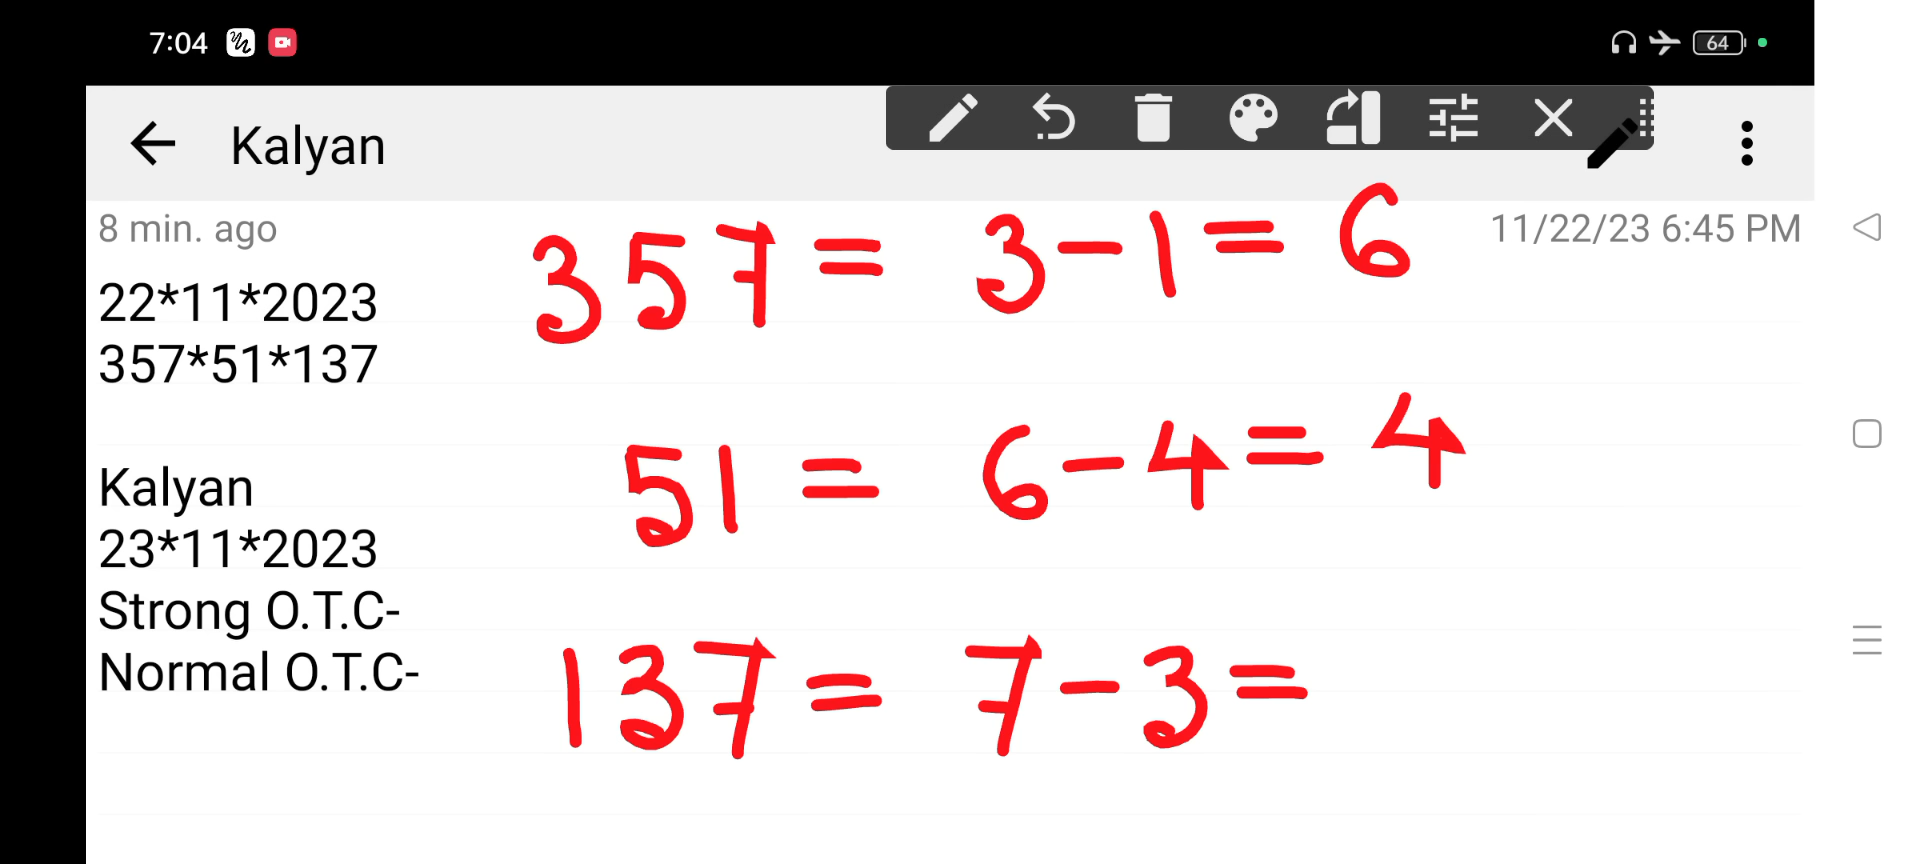 7:04
64
Kalyan
8 min. ago
11/22/23 6:45 PM
22*11*2023
357*51*137
Kalyan
23*11*2023
Strong O.T.C-
Normal O.T.C-
357 = 3-1= 6
51 = 6-4= 4
137 = 7-3=